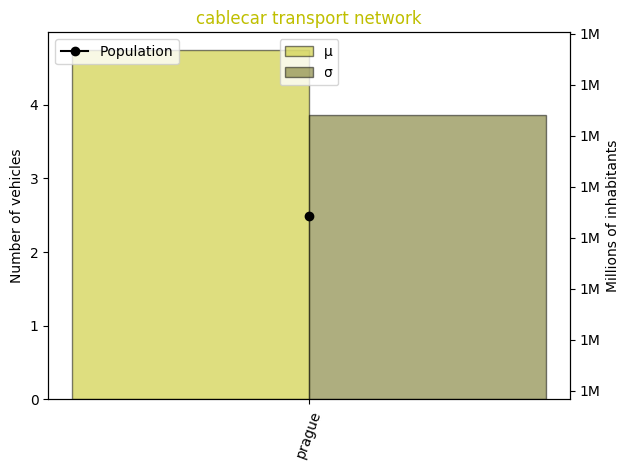 cablecar transport network
Population
μ
σ
Number of vehicles
4
3
2
1
0
1M
1M
1M
1M
1M
1M
1M
1M
Millions of inhabitants
prague